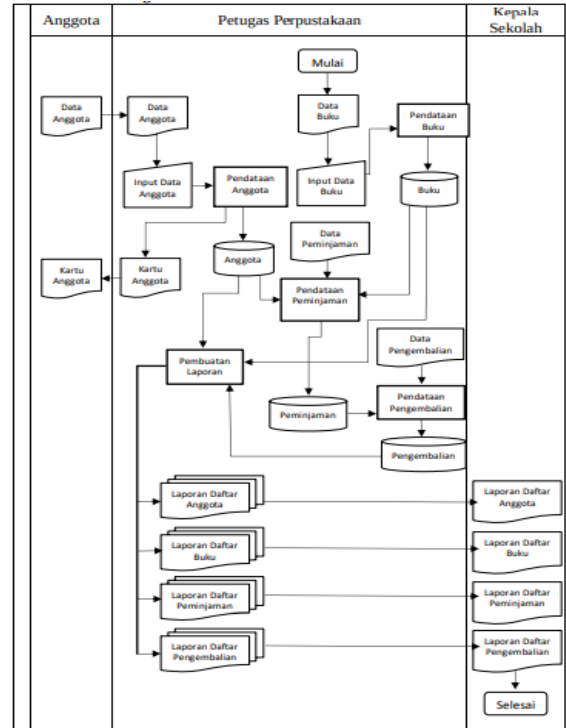 Anggota
Petugas Perpustakaan
Kepala
Sekolah
Mulai
Data
Anggota
Data
Anggota
Data
Buku
Pendataan
Buku
Input Data
Anggota
Pendataan
Anggota
Input Data
Buku
Buku
Data
Peminjaman
Anggota
Kartu
Anggota
Kartu
Anggota
Pendataan
Peminjaman
Data
Pengembalian
Pembuatan
Laporan
Peminjaman
Pendataan
Pengembalian
Pengembalian
Laporan Daftar
Anggota
Laporan Daftar
Anggota
Laporan Daftar
Buku
Laporan Daftar
Buku
Laporan Daftar
Peminjaman
Laporan Daftar
Peminjaman
Laporan Daftar
Pengembalian
Laporan Daftar
Pengembalian
Selesai